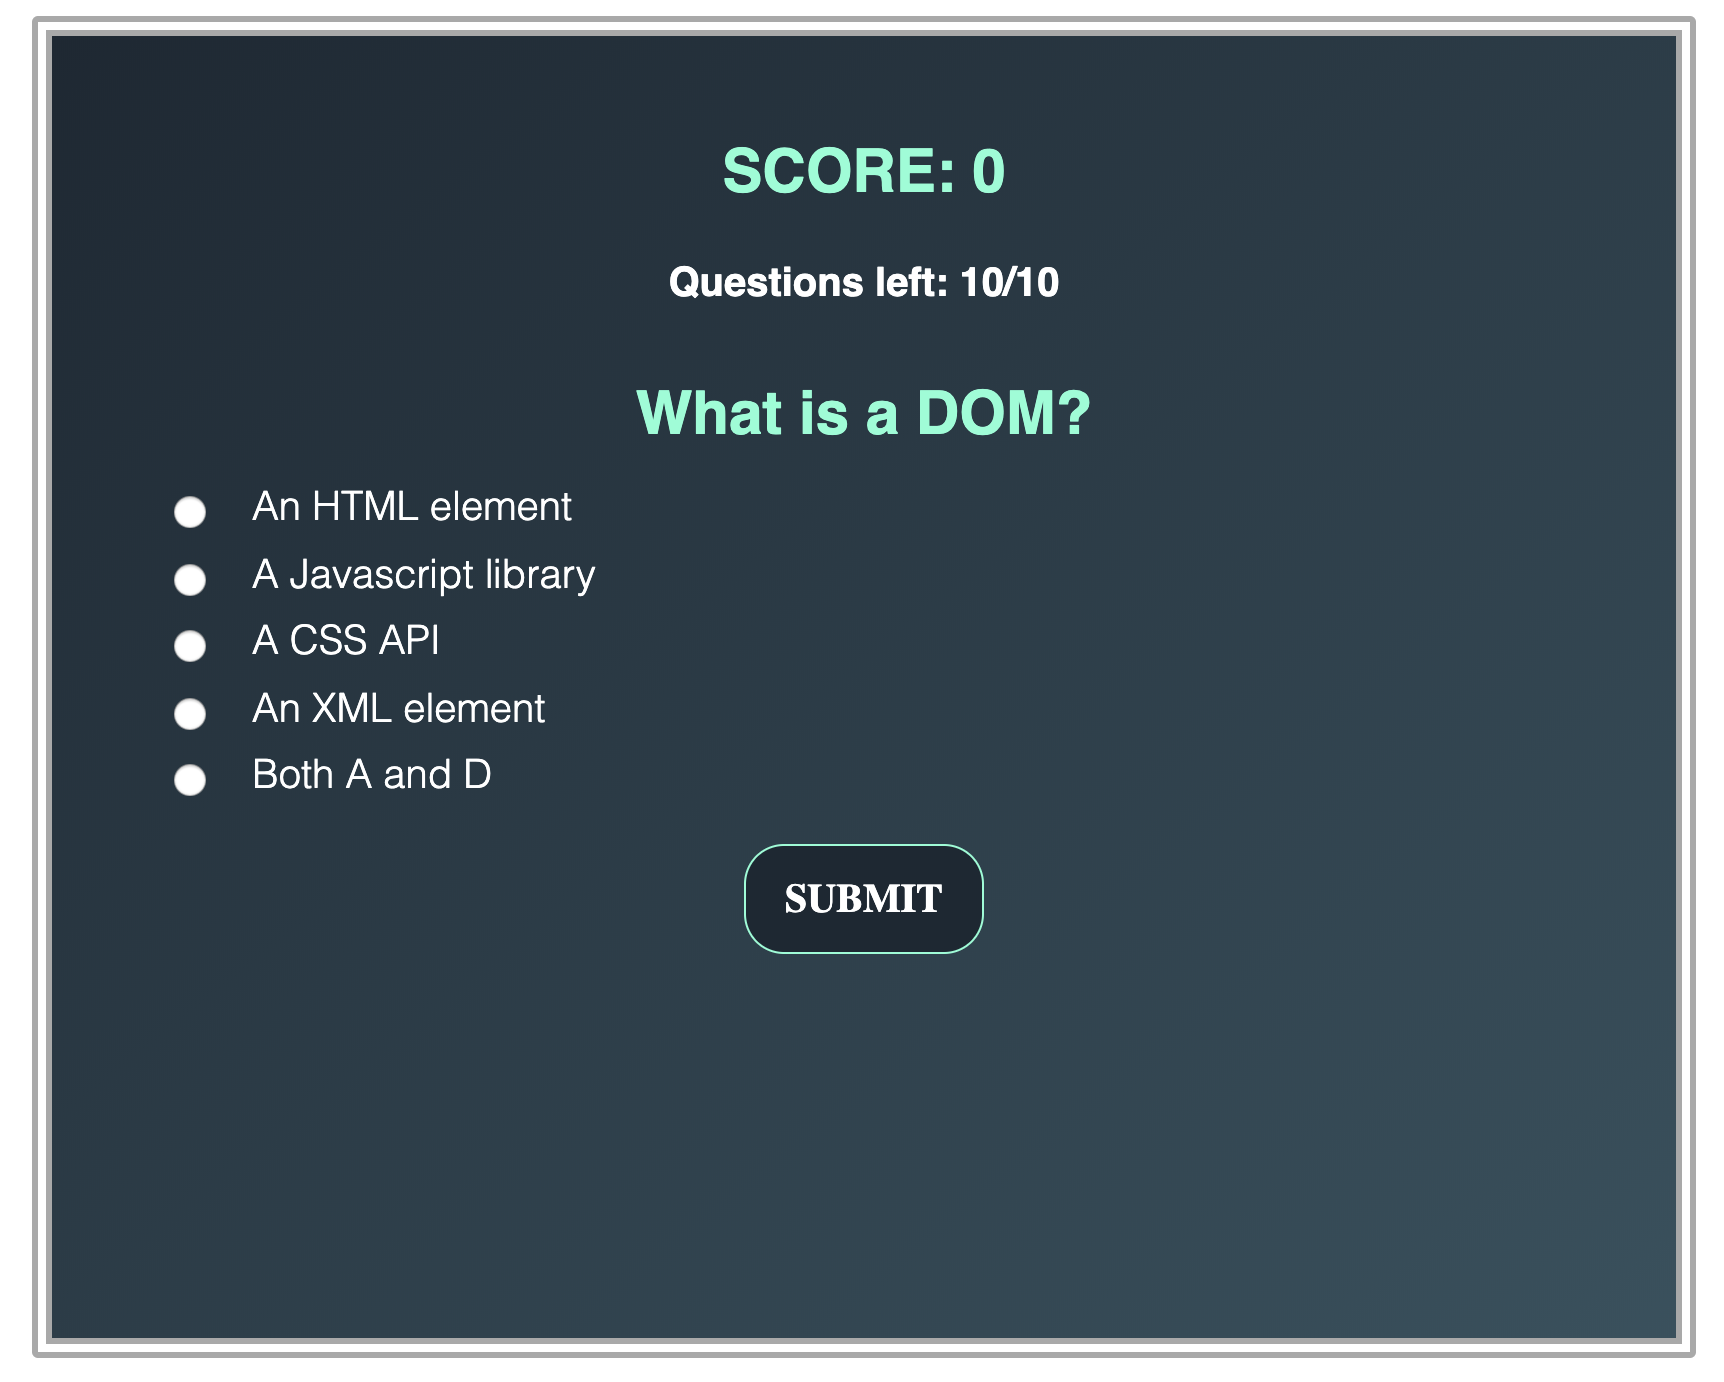 SCORE: 0
Questions left: 10/10
What is a DOM?
An HTML element
A Javascript library
A CSS API
An XML element
Both A and D
SUBMIT